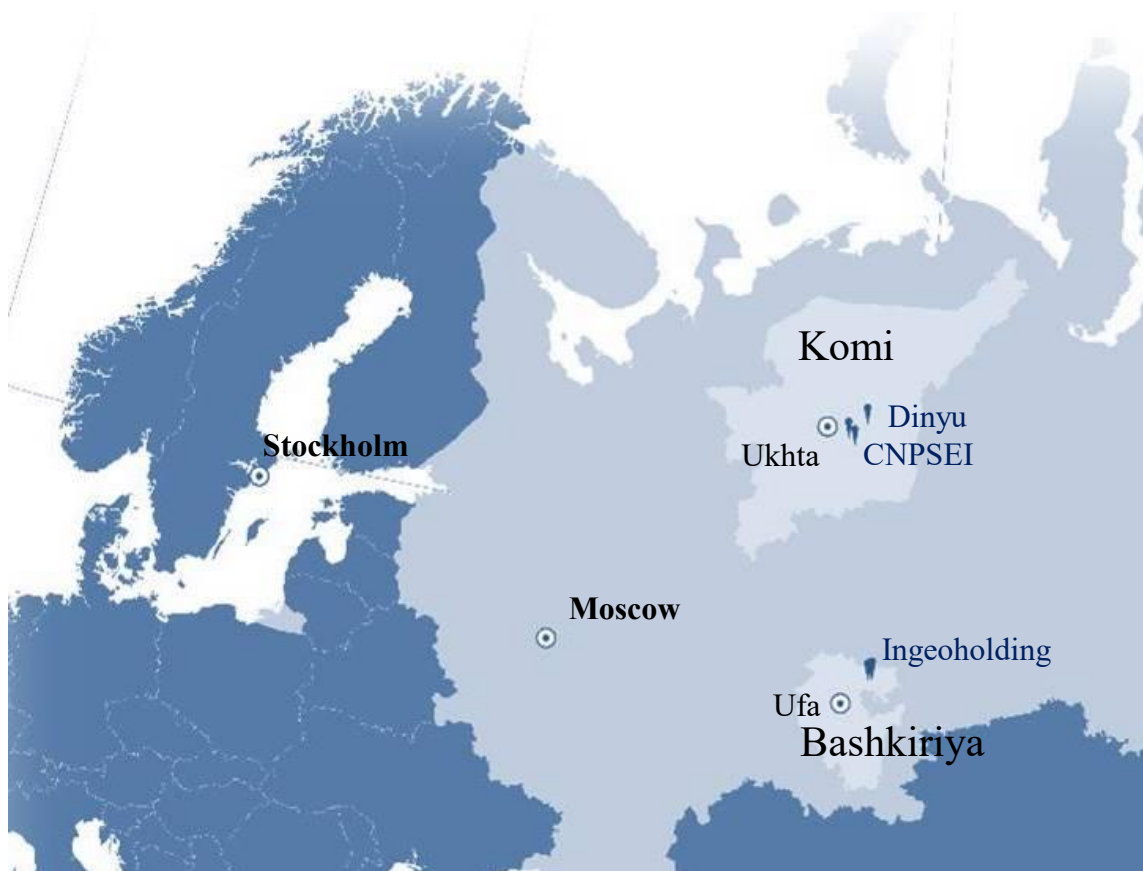 Komi
Dinyu
Stockholm
Ukhta
CNPSEI
Moscow
Ingeoholding
Ufa
Bashkiriya